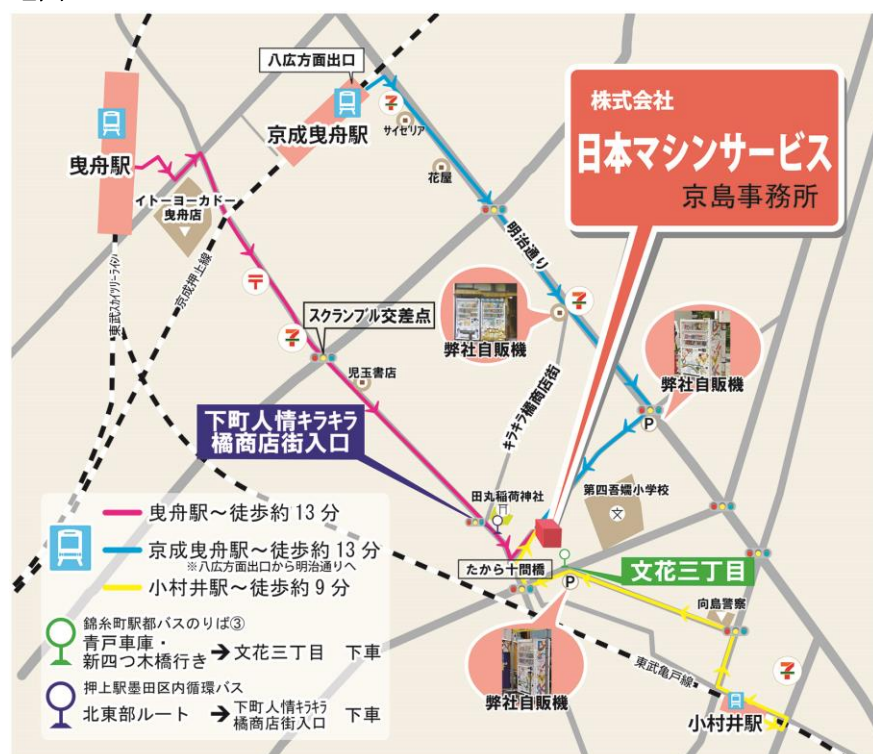 八広方面出口
京成曳舟駅
曳舟駅
イトーヨーカドー
曳舟店
サイゼリア
花屋
株式会社
日本マシンサービス
京島事務所
東武スカイツリーライン
京成押上線
明治通り
スクランブル交差点
児玉書店
弊社自販機
弊社自販機
キラキラ橘商店街
下町人情キラキラ
橘商店街入口
田丸稲荷神社
第四吾嬬小学校
文
P
たから十間橋
文花三丁目
P
向島警察
弊社自販機
東武亀戸線
小村井駅
曳舟駅~徒歩約13分
京成曳舟駅~徒歩約13分
※八広方面出口から明治通りへ
小村井駅~徒歩約9分
錦糸町駅都バスのりば③
青戸車庫・
新四つ木橋行き→文花三丁目 下車
押上駅墨田区内循環バス
北東部ルート →下町人情キラキラ
橘商店街入口 下車